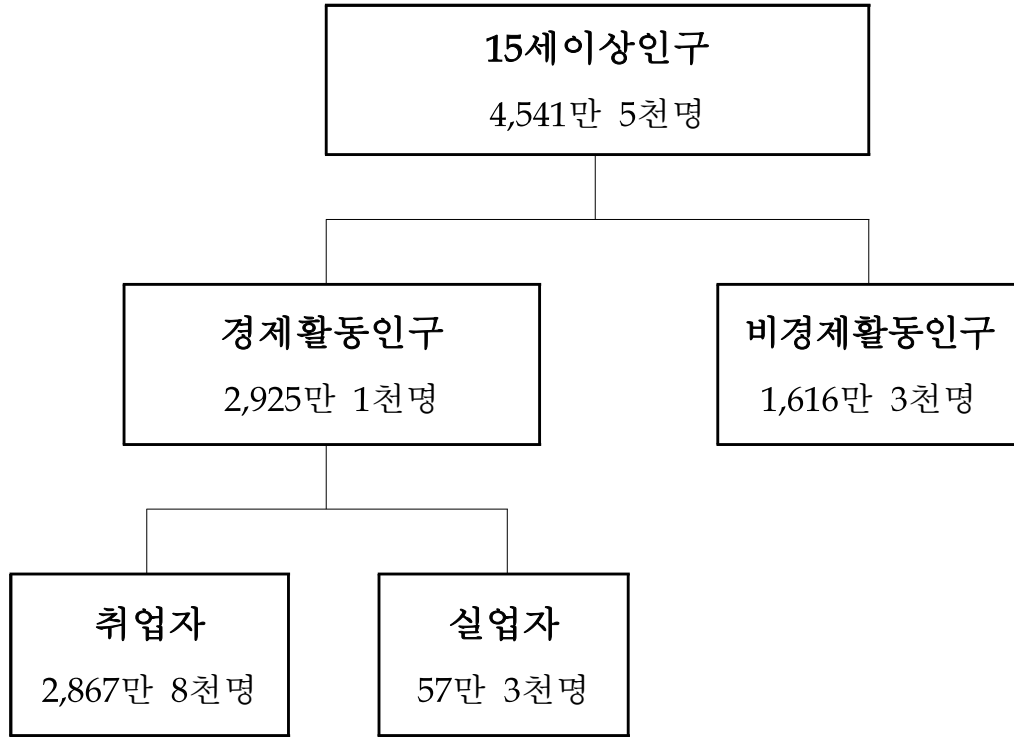 15세이상인구
4,541만 5천명
경제활동인구
2,925만 1천명
비경제활동인구
1,616만 3천명
취업자
2,867만 8천명
실업자
57만 3천명